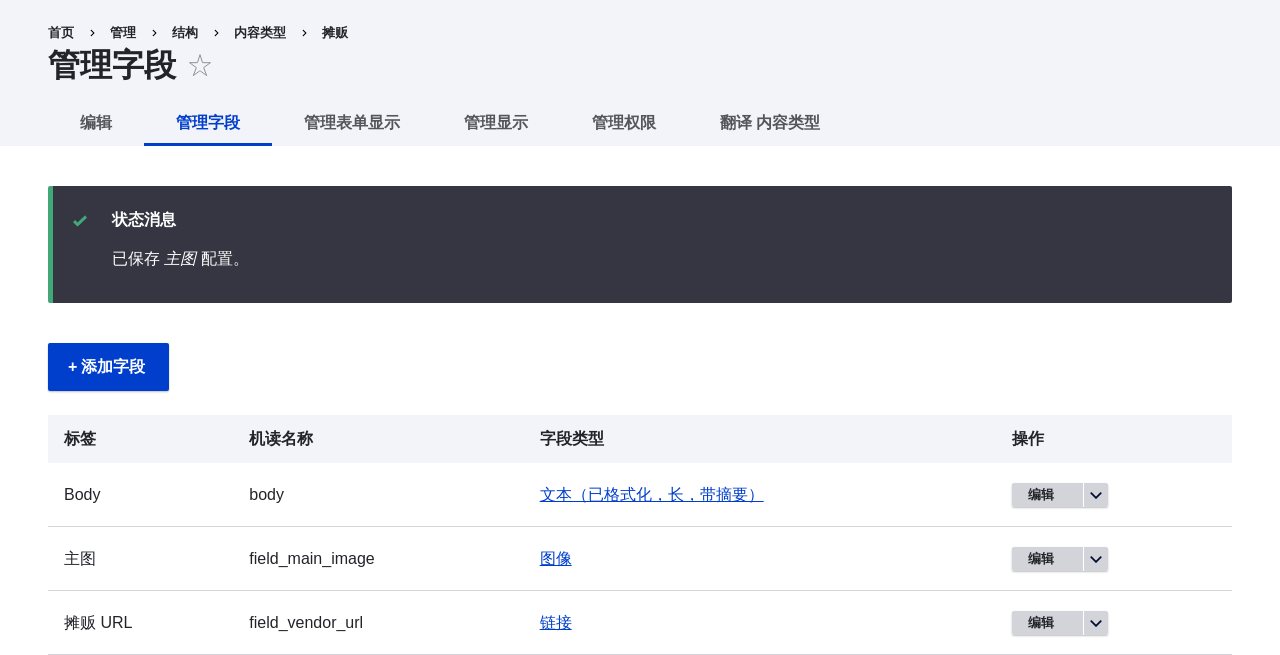 首页 › 管理 › 结构 › 内容类型 › 摊贩
管理字段 ☆
编辑 管理字段 管理表单显示 管理显示 管理权限 翻译 内容类型
状态消息
已保存 主图 配置。
+ 添加字段
标签 机读名称 字段类型 操作
Body body 文本（已格式化，长，带摘要） 编辑
主图 field_main_image 图像 编辑
摊贩 URL field_vendor_url 链接 编辑